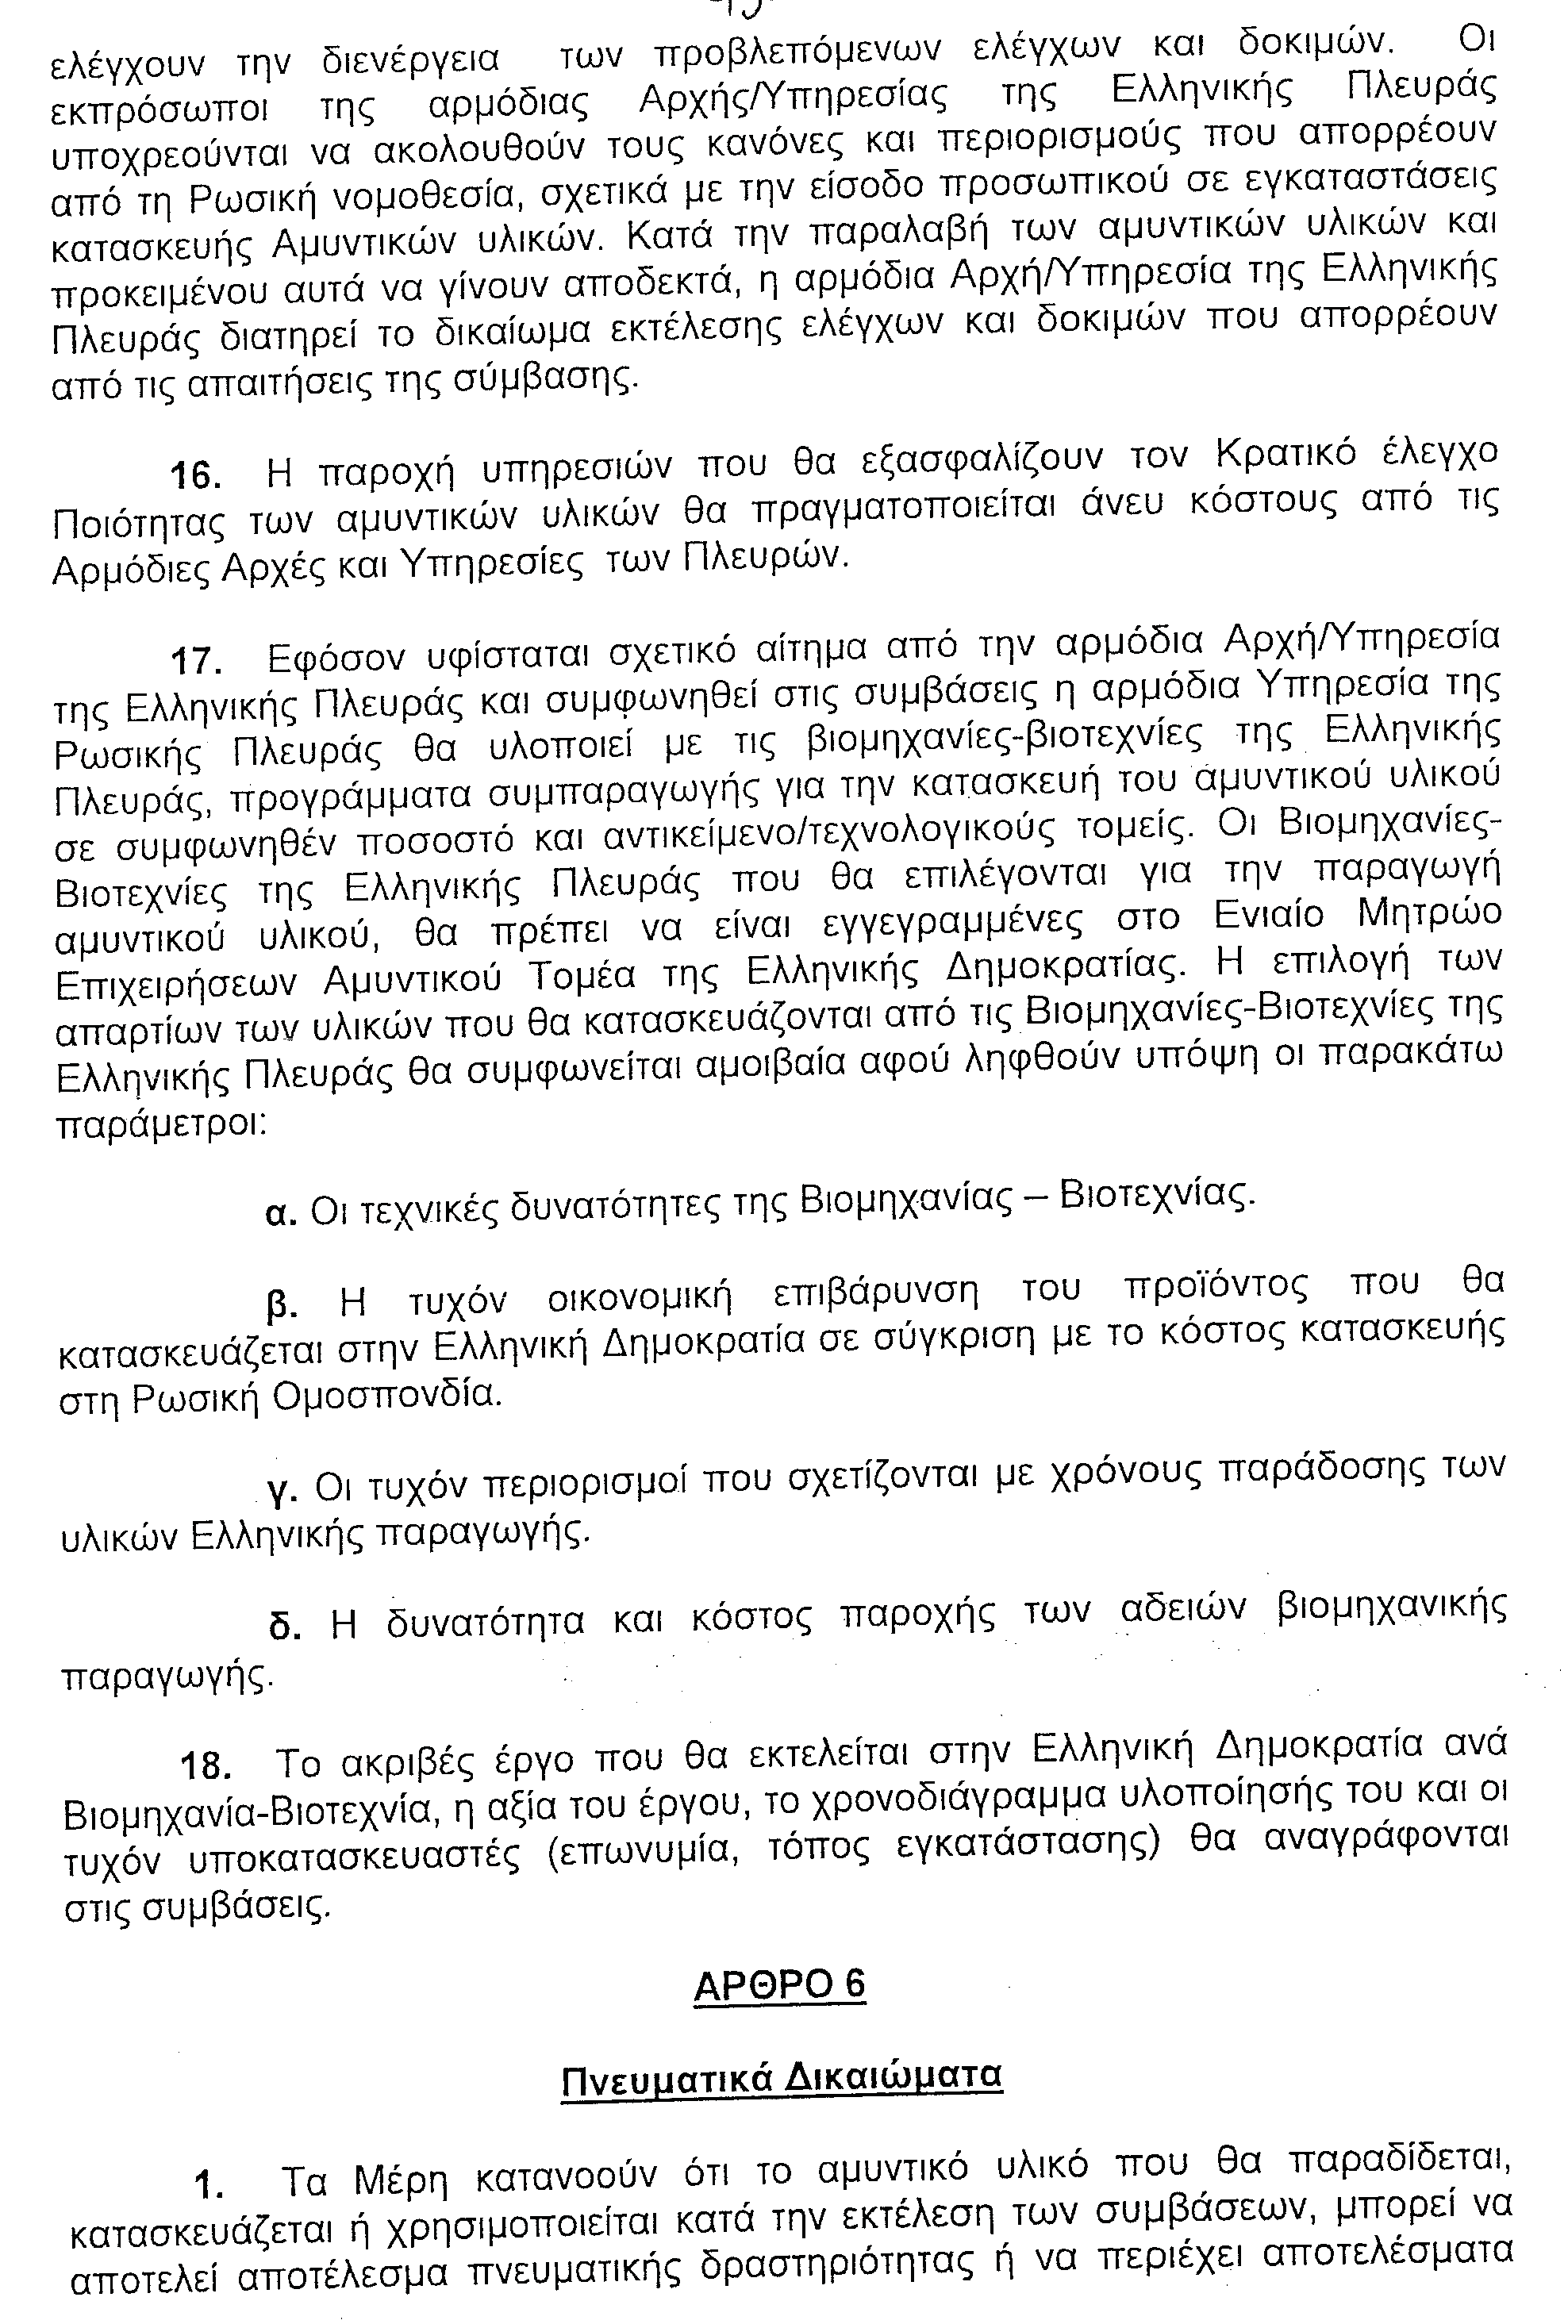 ελέγχουν την διενέργεια των προβλεπόμενων ελέγχων και δοκιμών. Οι
εκπρόσωποι της αρμόδιας Αρχής/Υπηρεσίας της Ελληνικής Πλευράς
υποχρεούνται να ακολουθούν τους κανόνες και περιορισμούς που απορρέουν
από τη Ρωσική νομοθεσία, σχετικά με την είσοδο προσωπικού σε εγκαταστάσεις
κατασκευής Αμυντικών υλικών. Κατά την παραλαβή των αμυντικών υλικών και
προκειμένου αυτά να γίνουν αποδεκτά, η αρμόδια Αρχή/Υπηρεσία της Ελληνικής
Πλευράς διατηρεί το δικαίωμα εκτέλεσης ελέγχων και δοκιμών που απορρέουν
από τις απαιτήσεις της σύμβασης.
16. Η παροχή υπηρεσιών που θα εξασφαλίζουν τον Κρατικό έλεγχο
Ποιότητας των αμυντικών υλικών θα πραγματοποιείται άνευ κόστους από τις
Αρμόδιες Αρχές και Υπηρεσίες των Πλευρών.
17. Εφόσον υφίσταται σχετικό αίτημα από την αρμόδια Αρχή/Υπηρεσία
της Ελληνικής Πλευράς και συμφωνηθεί στις συμβάσεις η αρμόδια Υπηρεσία της
Ρωσικής Πλευράς θα υλοποιεί με τις βιομηχανίες-βιοτεχνίες της Ελληνικής
Πλευράς, προγράμματα συμπαραγωγής για την κατασκευή του αμυντικού υλικού
σε συμφωνηθέν ποσοστό και αντικείμενο/τεχνολογικούς τομείς. Οι Βιομηχανίες-
Βιοτεχνίες της Ελληνικής Πλευράς που θα επιλέγονται για την παραγωγή
αμυντικού υλικού, θα πρέπει να είναι εγγεγραμμένες στο Ενιαίο Μητρώο
Επιχειρήσεων Αμυντικού Τομέα της Ελληνικής Δημοκρατίας. Η επιλογή των
απαρτίων των υλικών που θα κατασκευάζονται από τις Βιομηχανίες-Βιοτεχνίες της
Ελληνικής Πλευράς θα συμφωνείται αμοιβαία αφού ληφθούν υπόψη οι παρακάτω
παράμετροι:
α. Οι τεχνικές δυνατότητες της Βιομηχανίας – Βιοτεχνίας.
β. Η τυχόν οικονομική επιβάρυνση του προϊόντος που θα
κατασκευάζεται στην Ελληνική Δημοκρατία σε σύγκριση με το κόστος κατασκευής
στη Ρωσική Ομοσπονδία.
γ. Οι τυχόν περιορισμοί που σχετίζονται με χρόνους παράδοσης των
υλικών Ελληνικής παραγωγής.
δ. Η δυνατότητα και κόστος παροχής των αδειών βιομηχανικής
παραγωγής.
18. Το ακριβές έργο που θα εκτελείται στην Ελληνική Δημοκρατία ανά
Βιομηχανία-Βιοτεχνία, η αξία του έργου, το χρονοδιάγραμμα υλοποίησής του και οι
τυχόν υποκατασκευαστές (επωνυμία, τόπος εγκατάστασης) θα αναγράφονται
στις συμβάσεις.
ΑΡΘΡΟ 6
Πνευματικά Δικαιώματα
1. Τα Μέρη κατανοούν ότι το αμυντικό υλικό που θα παραδίδεται,
κατασκευάζεται ή χρησιμοποιείται κατά την εκτέλεση των συμβάσεων, μπορεί να
αποτελεί αποτέλεσμα πνευματικής δραστηριότητας ή να περιέχει αποτελέσματα